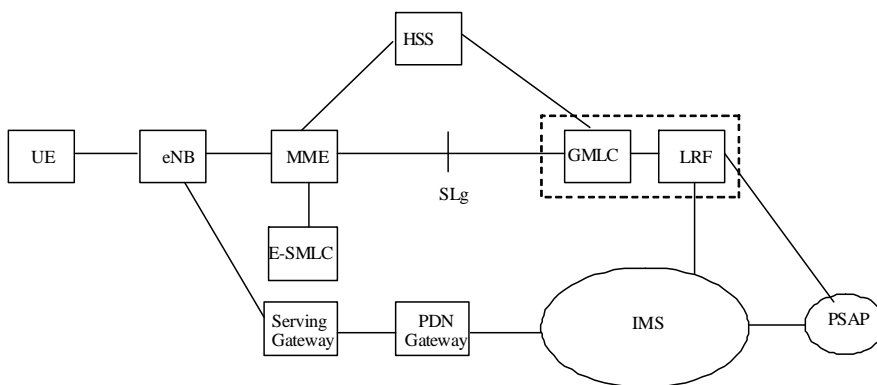 HSS
UE
eNB
MME
GMLC
LRF
SLg
E-SMLC
Serving
Gateway
PDN
Gateway
IMS
PSAP